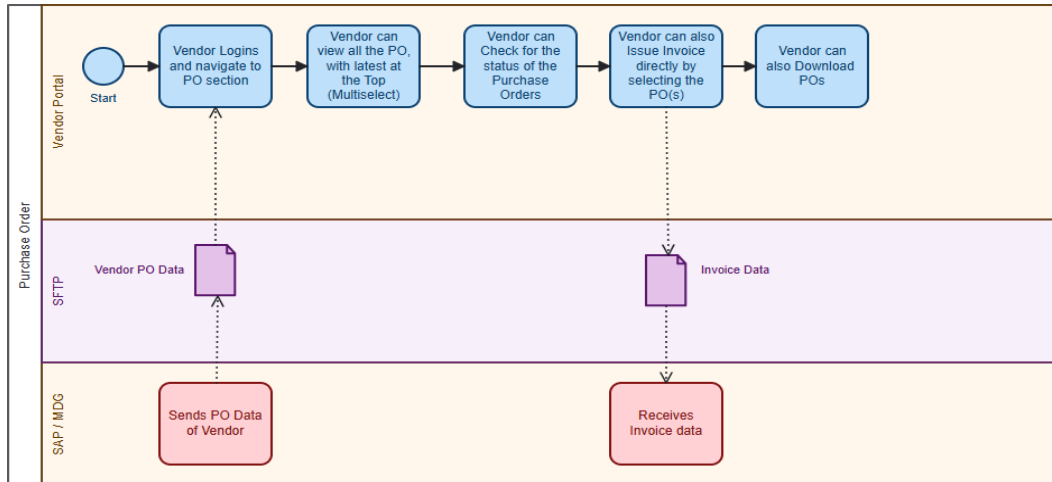 Purchase Order
Vendor Portal
Start
Vendor Logins
and navigate to
PO section
Vendor can
view all the PO,
with latest at
the Top
(Multiselect)
Vendor can
Check for the
status of the
Purchase
Orders
Vendor can also
Issue Invoice
directly by
selecting the
PO(s)
Vendor can
also Download
POs
SFTP
Vendor PO Data
Invoice Data
SAP / MDG
Sends PO Data
of Vendor
Receives
Invoice data